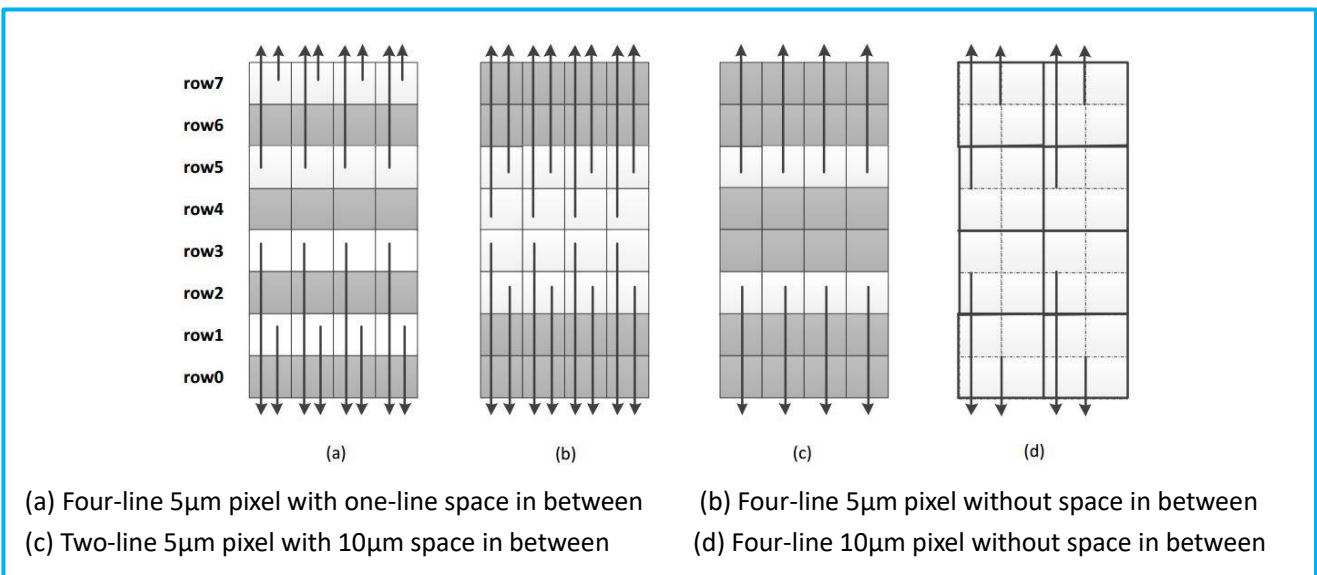 row7
row6
row5
row4
row3
row2
row1
row0
(a) (b) (c) (d)
(a) Four-line 5µm pixel with one-line space in between (b) Four-line 5µm pixel without space in between
(c) Two-line 5µm pixel with 10µm space in between (d) Four-line 10µm pixel without space in between